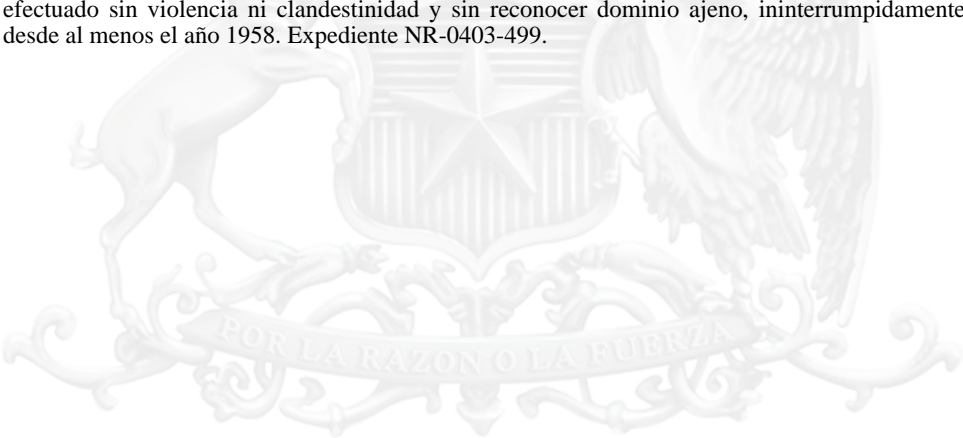 efectuado sin violencia ni clandestinidad y sin reconocer dominio ajeno, ininterrumpidamente
desde al menos el año 1958. Expediente NR-0403-499.
POR LA RAZON O LA FUERZA